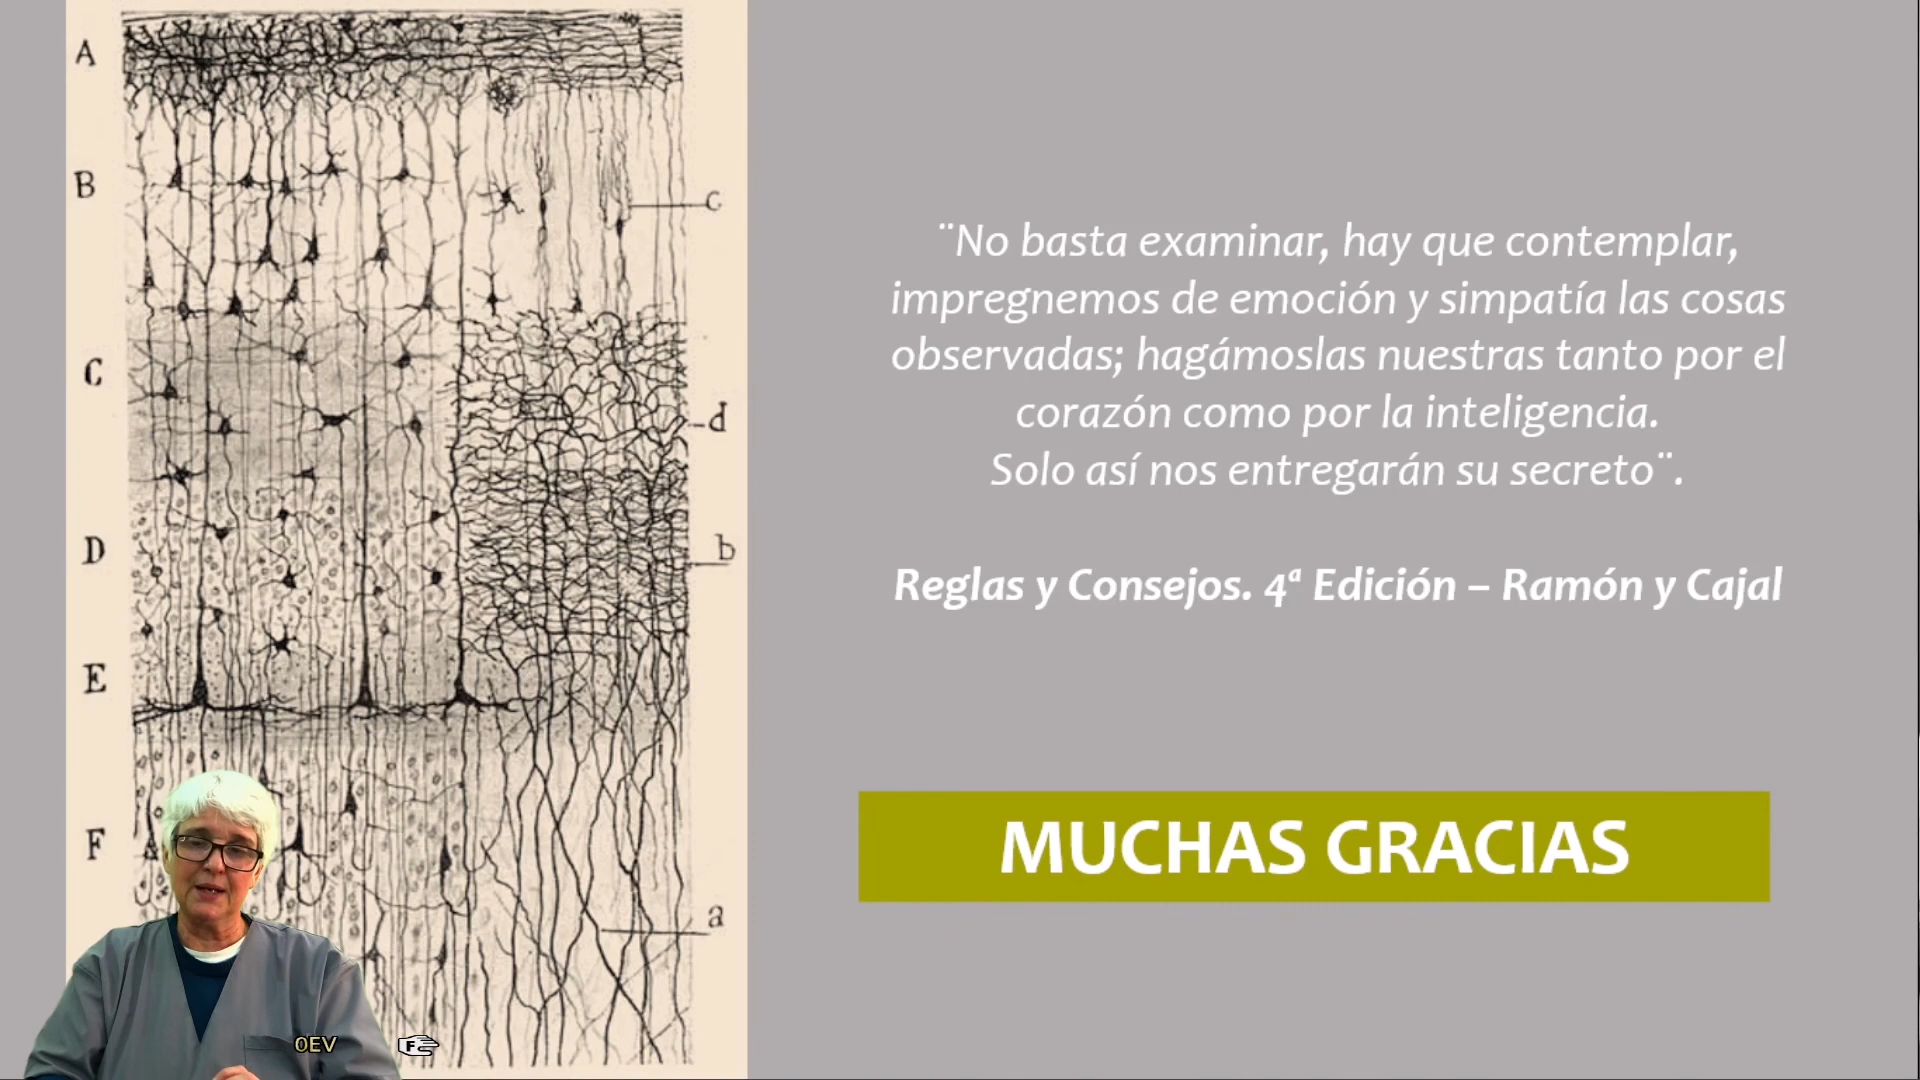 A
B
C
D
E
F
c
d
b
a
¨No basta examinar, hay que contemplar,
impregnemos de emoción y simpatía las cosas
observadas; hagámoslas nuestras tanto por el
corazón como por la inteligencia.
Solo así nos entregarán su secreto¨.
Reglas y Consejos. 4ª Edición – Ramón y Cajal
MUCHAS GRACIAS
OEV
F